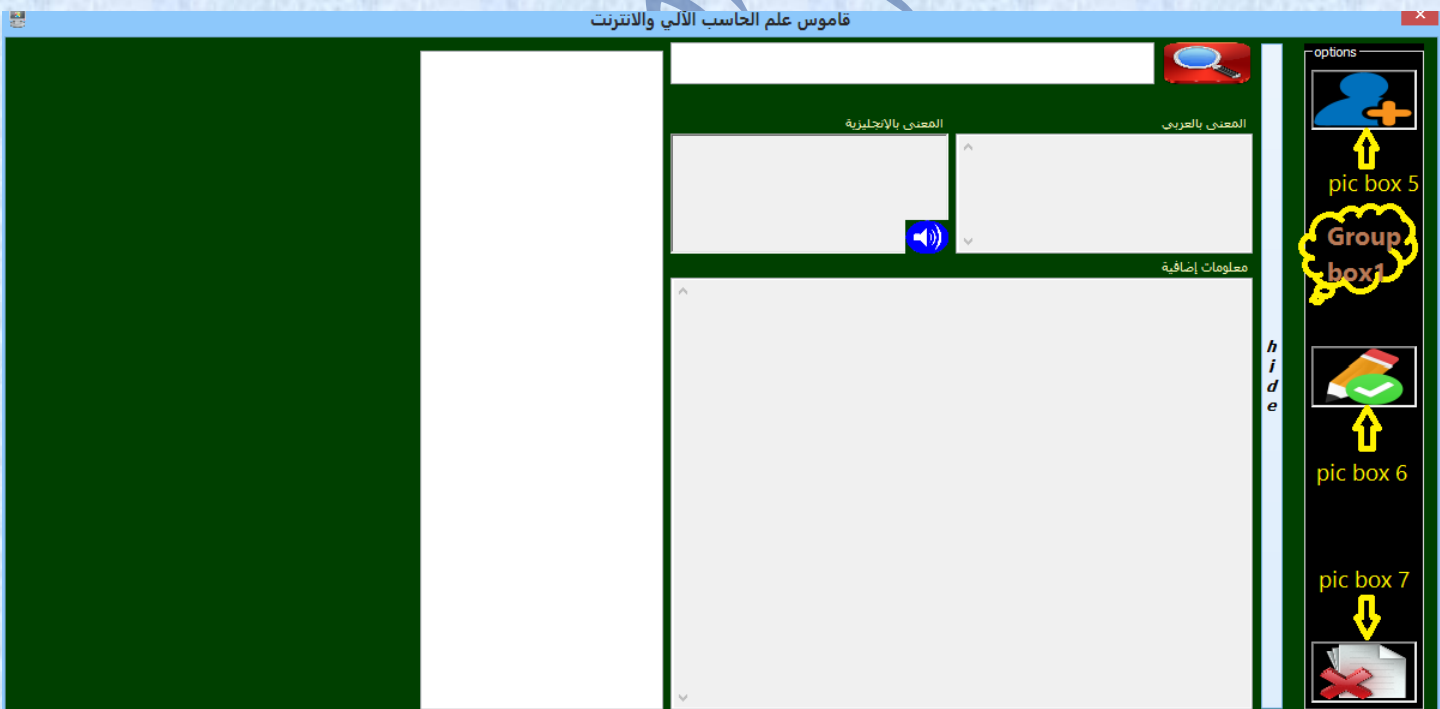 قاموس علم الحاسب الآلي والانترنت
options
المعنى بالعربي
المعنى بالإنجليزية
pic box 5
Group
box1
معلومات إضافية
h
i
d
e
pic box 6
pic box 7